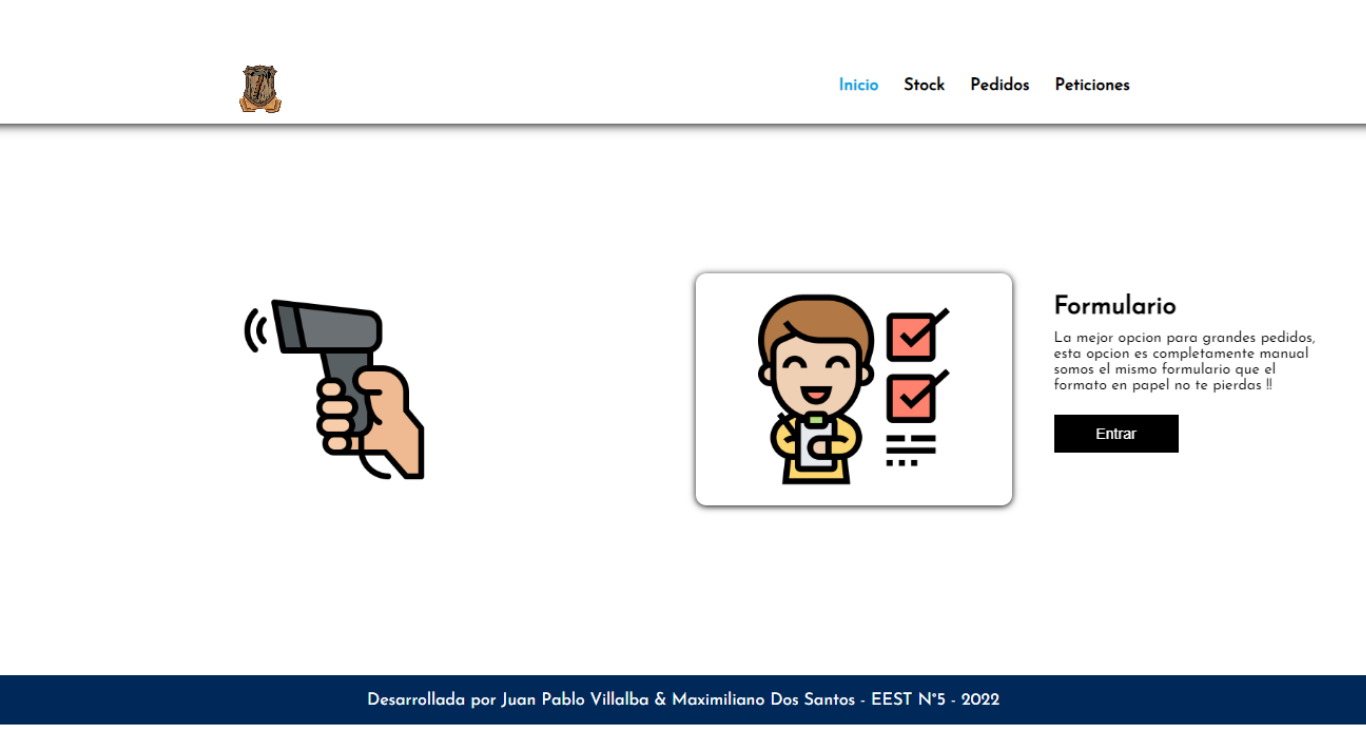 Inicio Stock Pedidos Peticiones
Formulario
La mejor opcion para grandes pedidos,
esta opcion es completamente manual
somos el mismo formulario que el
formato en papel no te pierdas !!
Entrar
Desarrollada por Juan Pablo Villalba & Maximiliano Dos Santos - EEST N°5 - 2022